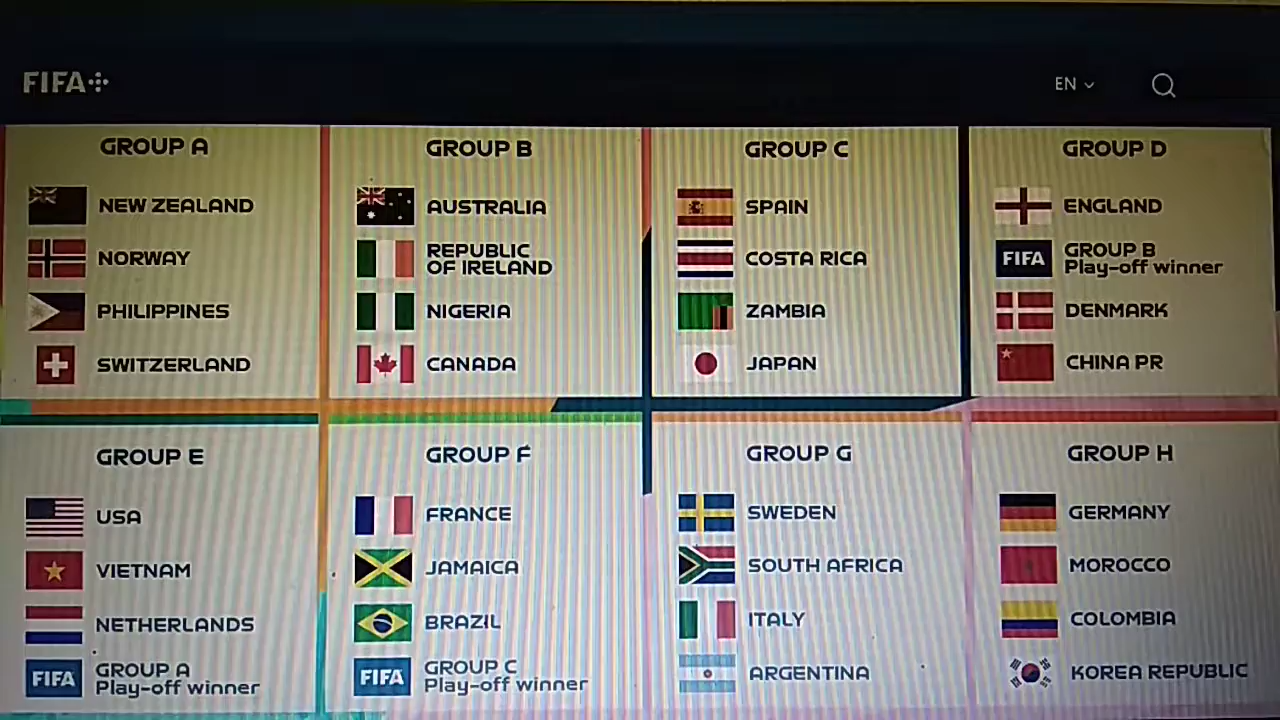 FIFA+
EN
GROUP A
NEW ZEALAND
NORWAY
PHILIPPINES
SWITZERLAND
GROUP B
AUSTRALIA
REPUBLIC
OF IRELAND
NIGERIA
CANADA
GROUP C
SPAIN
COSTA RICA
ZAMBIA
JAPAN
GROUP D
ENGLAND
FIFA
GROUP B
Play-off winner
DENMARK
CHINA PR
GROUP E
USA
VIETNAM
NETHERLANDS
FIFA
GROUP A
Play-off winner
GROUP F
FRANCE
JAMAICA
BRAZIL
FIFA
GROUP C
Play-off winner
GROUP G
SWEDEN
SOUTH AFRICA
ITALY
ARGENTINA
GROUP H
GERMANY
MOROCCO
COLOMBIA
KOREA REPUBLIC